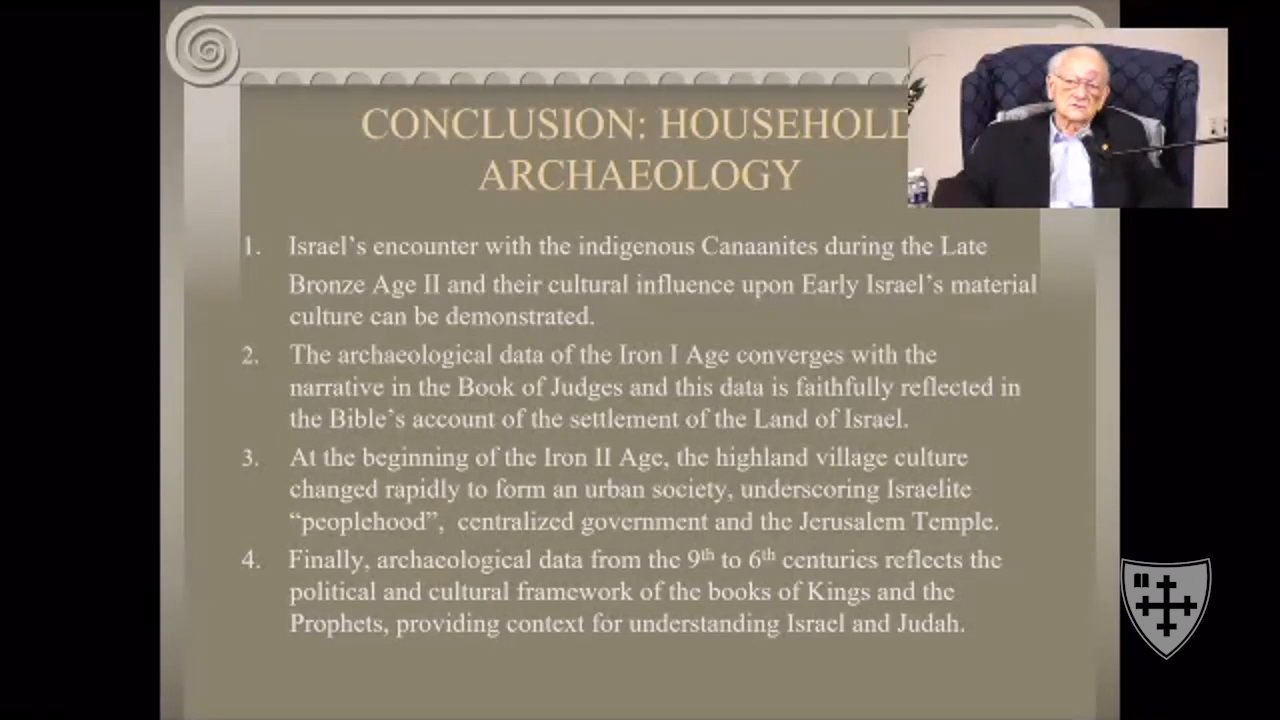 CONCLUSION: HOUSEHOLD
ARCHAEOLOGY
1. Israel's encounter with the indigenous Canaanites during the Late
Bronze Age II and their cultural influence upon Early Israel's material
culture can be demonstrated.
2. The archaeological data of the Iron I Age converges with the
narrative in the Book of Judges and this data is faithfully reflected in
the Bible's account of the settlement of the Land of Israel.
3. At the beginning of the Iron II Age, the highland village culture
changed rapidly to form an urban society, underscoring Israelite
“peoplehood”, centralized government and the Jerusalem Temple.
4. Finally, archaeological data from the 9th to 6th centuries reflects the
political and cultural framework of the books of Kings and the
Prophets, providing context for understanding Israel and Judah.